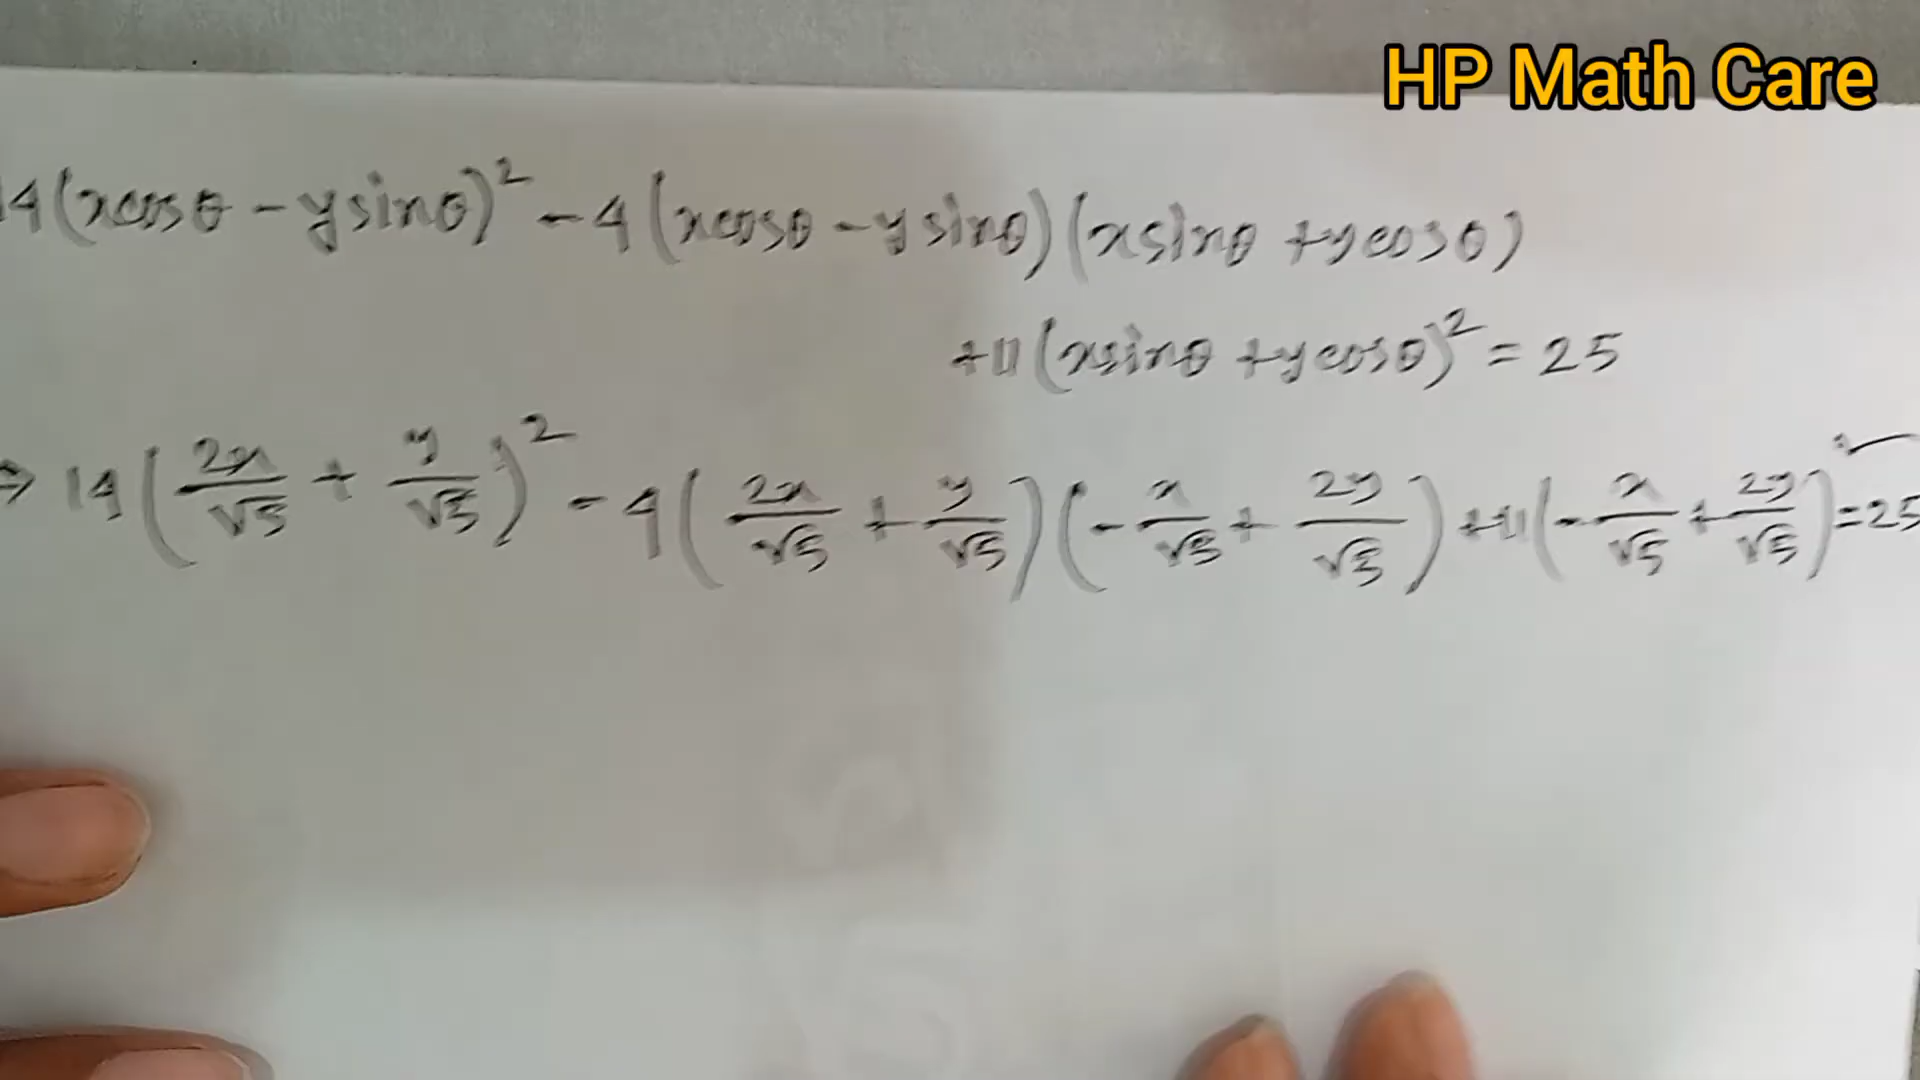 HP Math Care
14(xcosθ - ysinθ)² - 4(xcosθ - ysinθ)(xsinθ + ycosθ)
+11(xsinθ + ycosθ)² = 25
⇒ 14(2x/√5 + y/√5)² - 4(2x/√5 + y/√5)(-x/√5 + 2y/√5) + 11(-x/√5 + 2y/√5)² = 25